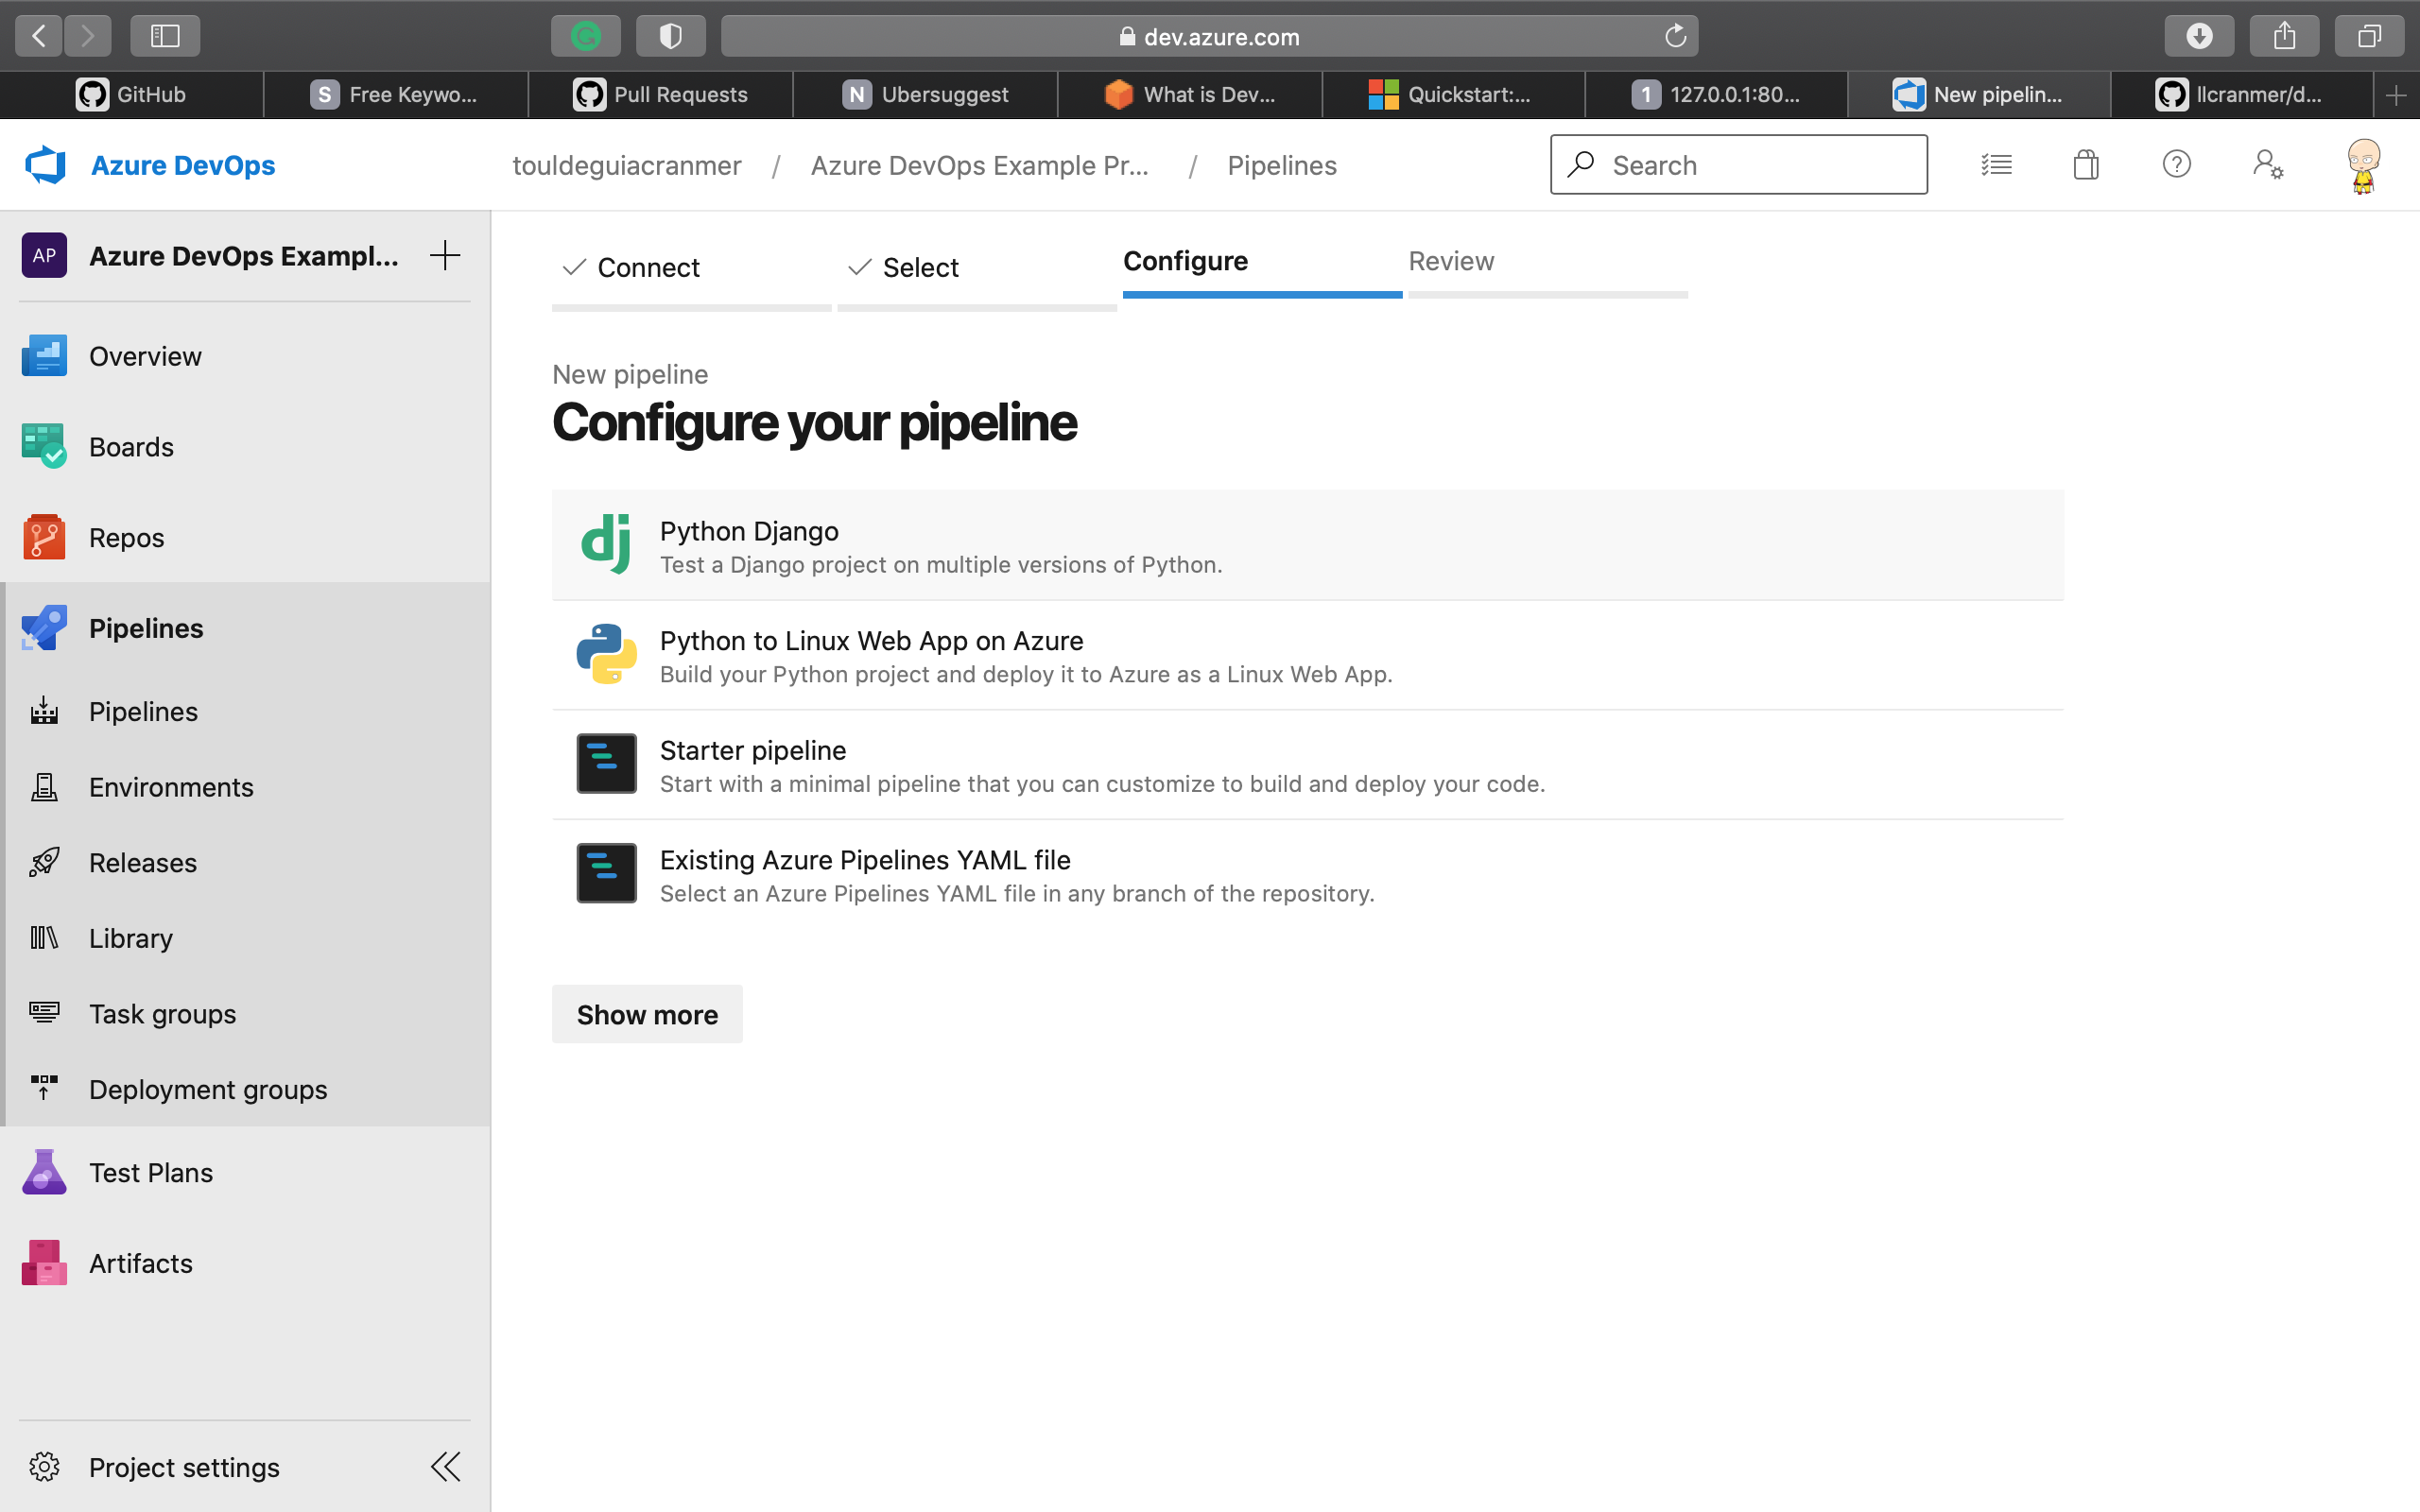 dev.azure.com
GitHub
S Free Keywo...
Pull Requests
N Ubersuggest
What is Dev...
Quickstart:...
1 127.0.0.1:80...
New pipelin...
llcranmer/d...
Azure DevOps
touldeguiacranmer / Azure DevOps Example Pr... / Pipelines
Search
AP Azure DevOps Exampl...
Overview
Boards
Repos
Pipelines
Pipelines
Environments
Releases
Library
Task groups
Deployment groups
Test Plans
Artifacts
Project settings
Connect
Select
Configure
Review
New pipeline
Configure your pipeline
dj
Python Django
Test a Django project on multiple versions of Python.
Python to Linux Web App on Azure
Build your Python project and deploy it to Azure as a Linux Web App.
Starter pipeline
Start with a minimal pipeline that you can customize to build and deploy your code.
Existing Azure Pipelines YAML file
Select an Azure Pipelines YAML file in any branch of the repository.
Show more